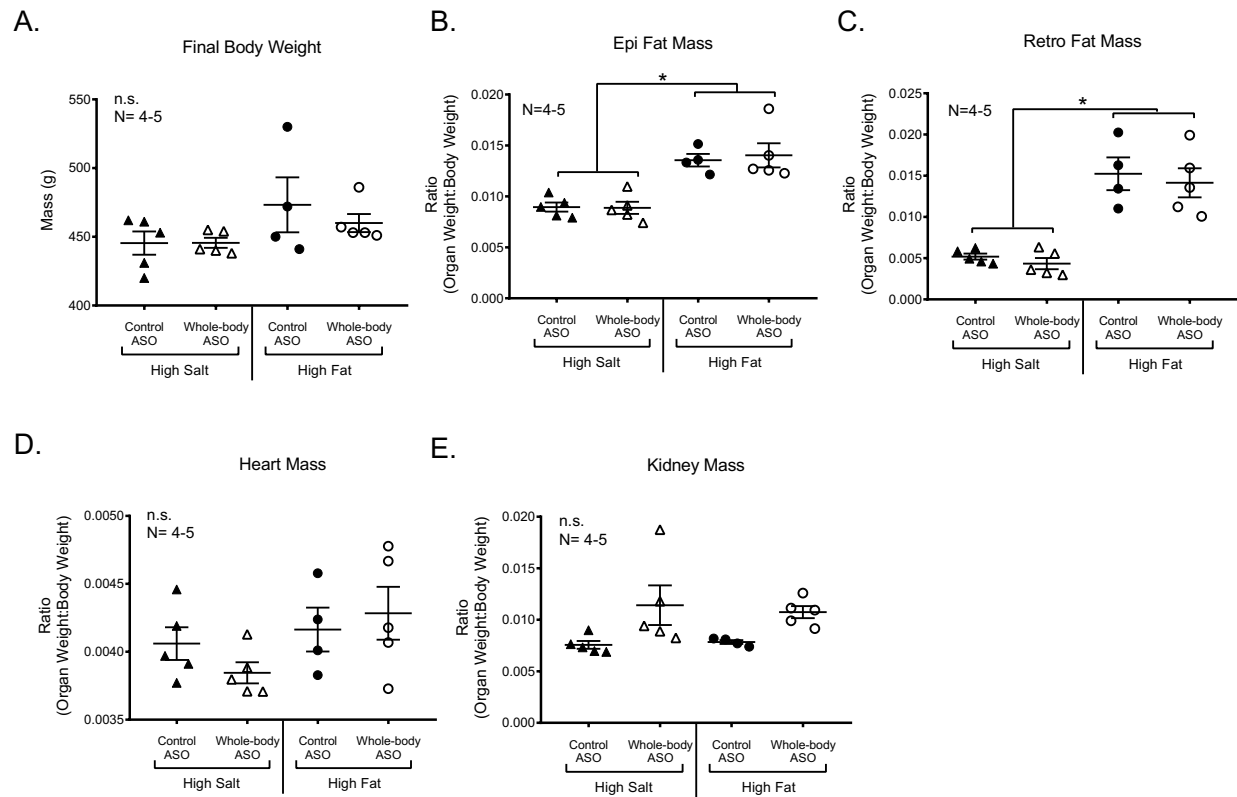 A.
Final Body Weight
n.s.
N= 4-5
Mass (g)
550
500
450
400
Control
ASO
Whole-body
ASO
Control
ASO
Whole-body
ASO
High Salt
High Fat
B.
Epi Fat Mass
*
N=4-5
Ratio
(Organ Weight:Body Weight)
0.020
0.015
0.010
0.005
0.000
Control
ASO
Whole-body
ASO
Control
ASO
Whole-body
ASO
High Salt
High Fat
C.
Retro Fat Mass
*
N=4-5
Ratio
(Organ Weight:Body Weight)
0.025
0.020
0.015
0.010
0.005
0.000
Control
ASO
Whole-body
ASO
Control
ASO
Whole-body
ASO
High Salt
High Fat
D.
Heart Mass
n.s.
N= 4-5
Ratio
(Organ Weight:Body Weight)
0.0050
0.0045
0.0040
0.0035
Control
ASO
Whole-body
ASO
Control
ASO
Whole-body
ASO
High Salt
High Fat
E.
Kidney Mass
n.s.
N= 4-5
Ratio
(Organ Weight:Body Weight)
0.020
0.015
0.010
0.005
0.000
Control
ASO
Whole-body
ASO
Control
ASO
Whole-body
ASO
High Salt
High Fat